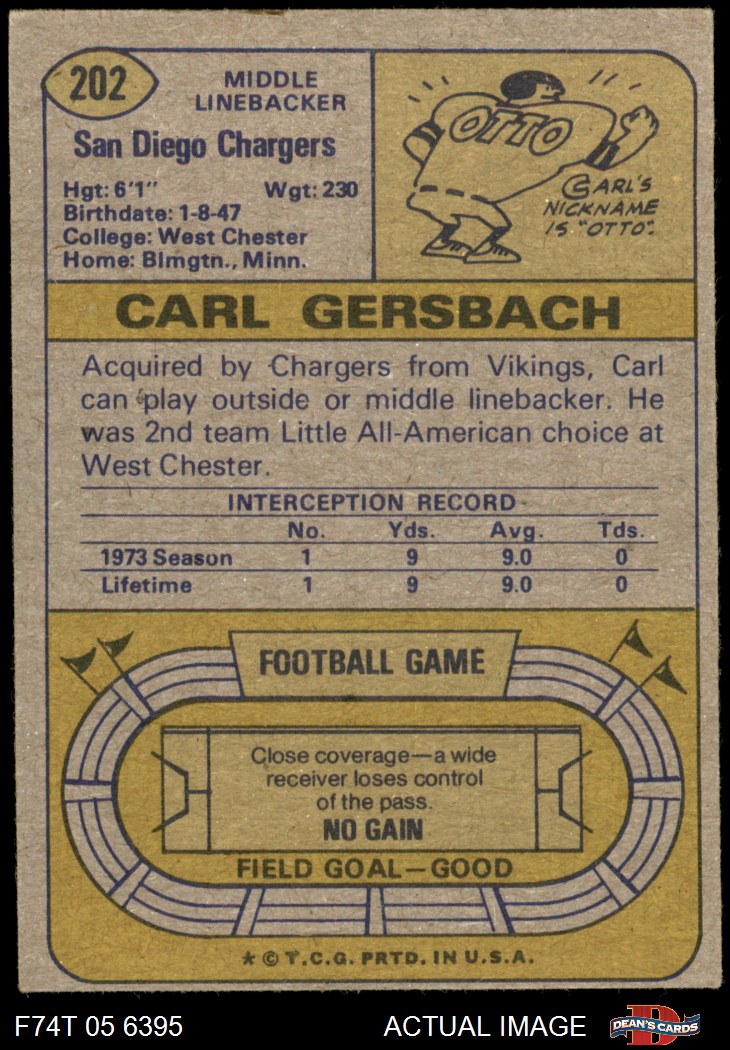 202
MIDDLE
LINEBACKER
San Diego Chargers
Hgt: 6'1" Wgt: 230
Birthdate: 1-8-47
College: West Chester
Home: Blmgtn., Minn.
OTTO
CARL'S
NICKNAME
IS "OTTO".
CARL GERSBACH
Acquired by Chargers from Vikings, Carl
can play outside or middle linebacker. He
was 2nd team Little All-American choice at
West Chester.
INTERCEPTION RECORD
No. Yds. Avg. Tds.
1973 Season 1 9 9.0 0
Lifetime 1 9 9.0 0
FOOTBALL GAME
Close coverage—a wide
receiver loses control
of the pass.
NO GAIN
FIELD GOAL—GOOD
* © T.C.G. PRTD. IN U.S.A.
F74T 05 6395 ACTUAL IMAGE
D
DEAN'S CARDS